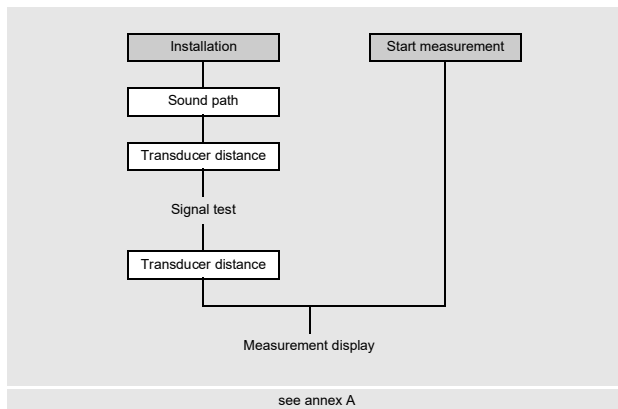 Installation
Start measurement
Sound path
Transducer distance
Signal test
Transducer distance
Measurement display
see annex A